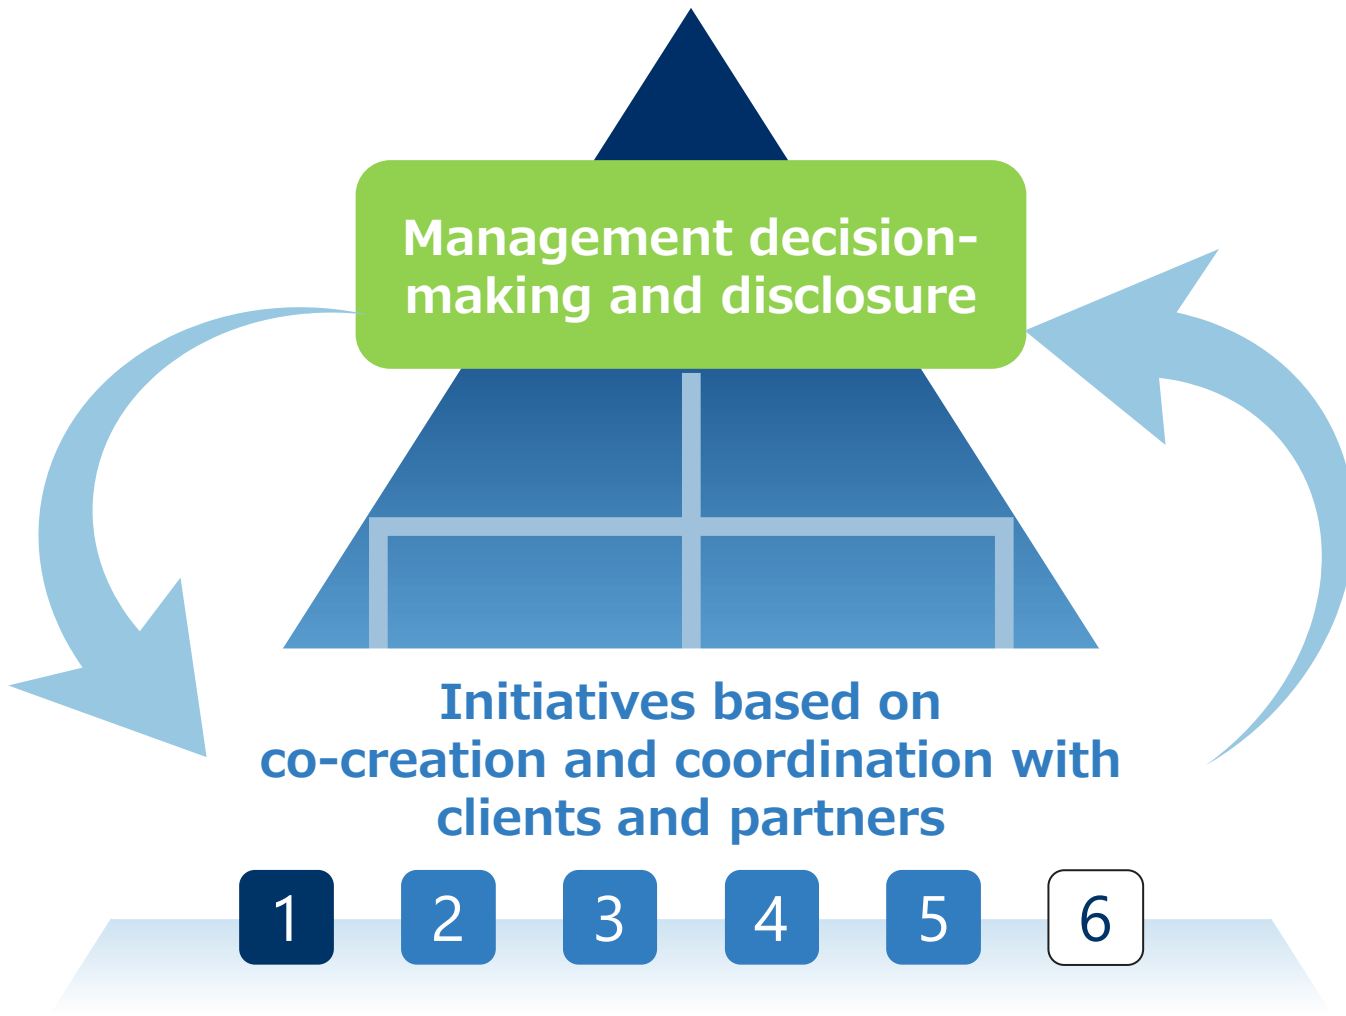 Management decision-
making and disclosure
Initiatives based on
co-creation and coordination with
clients and partners
1 2 3 4 5 6